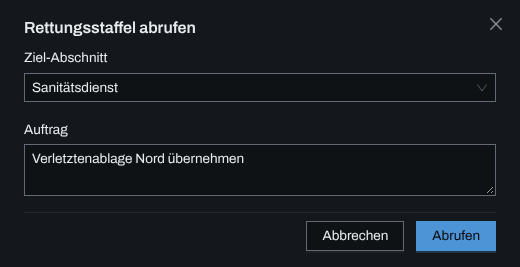 Rettungsstaffel abrufen
Ziel-Abschnitt
Sanitätsdienst
Auftrag
Verletztenablage Nord übernehmen
Abbrechen
Abrufen